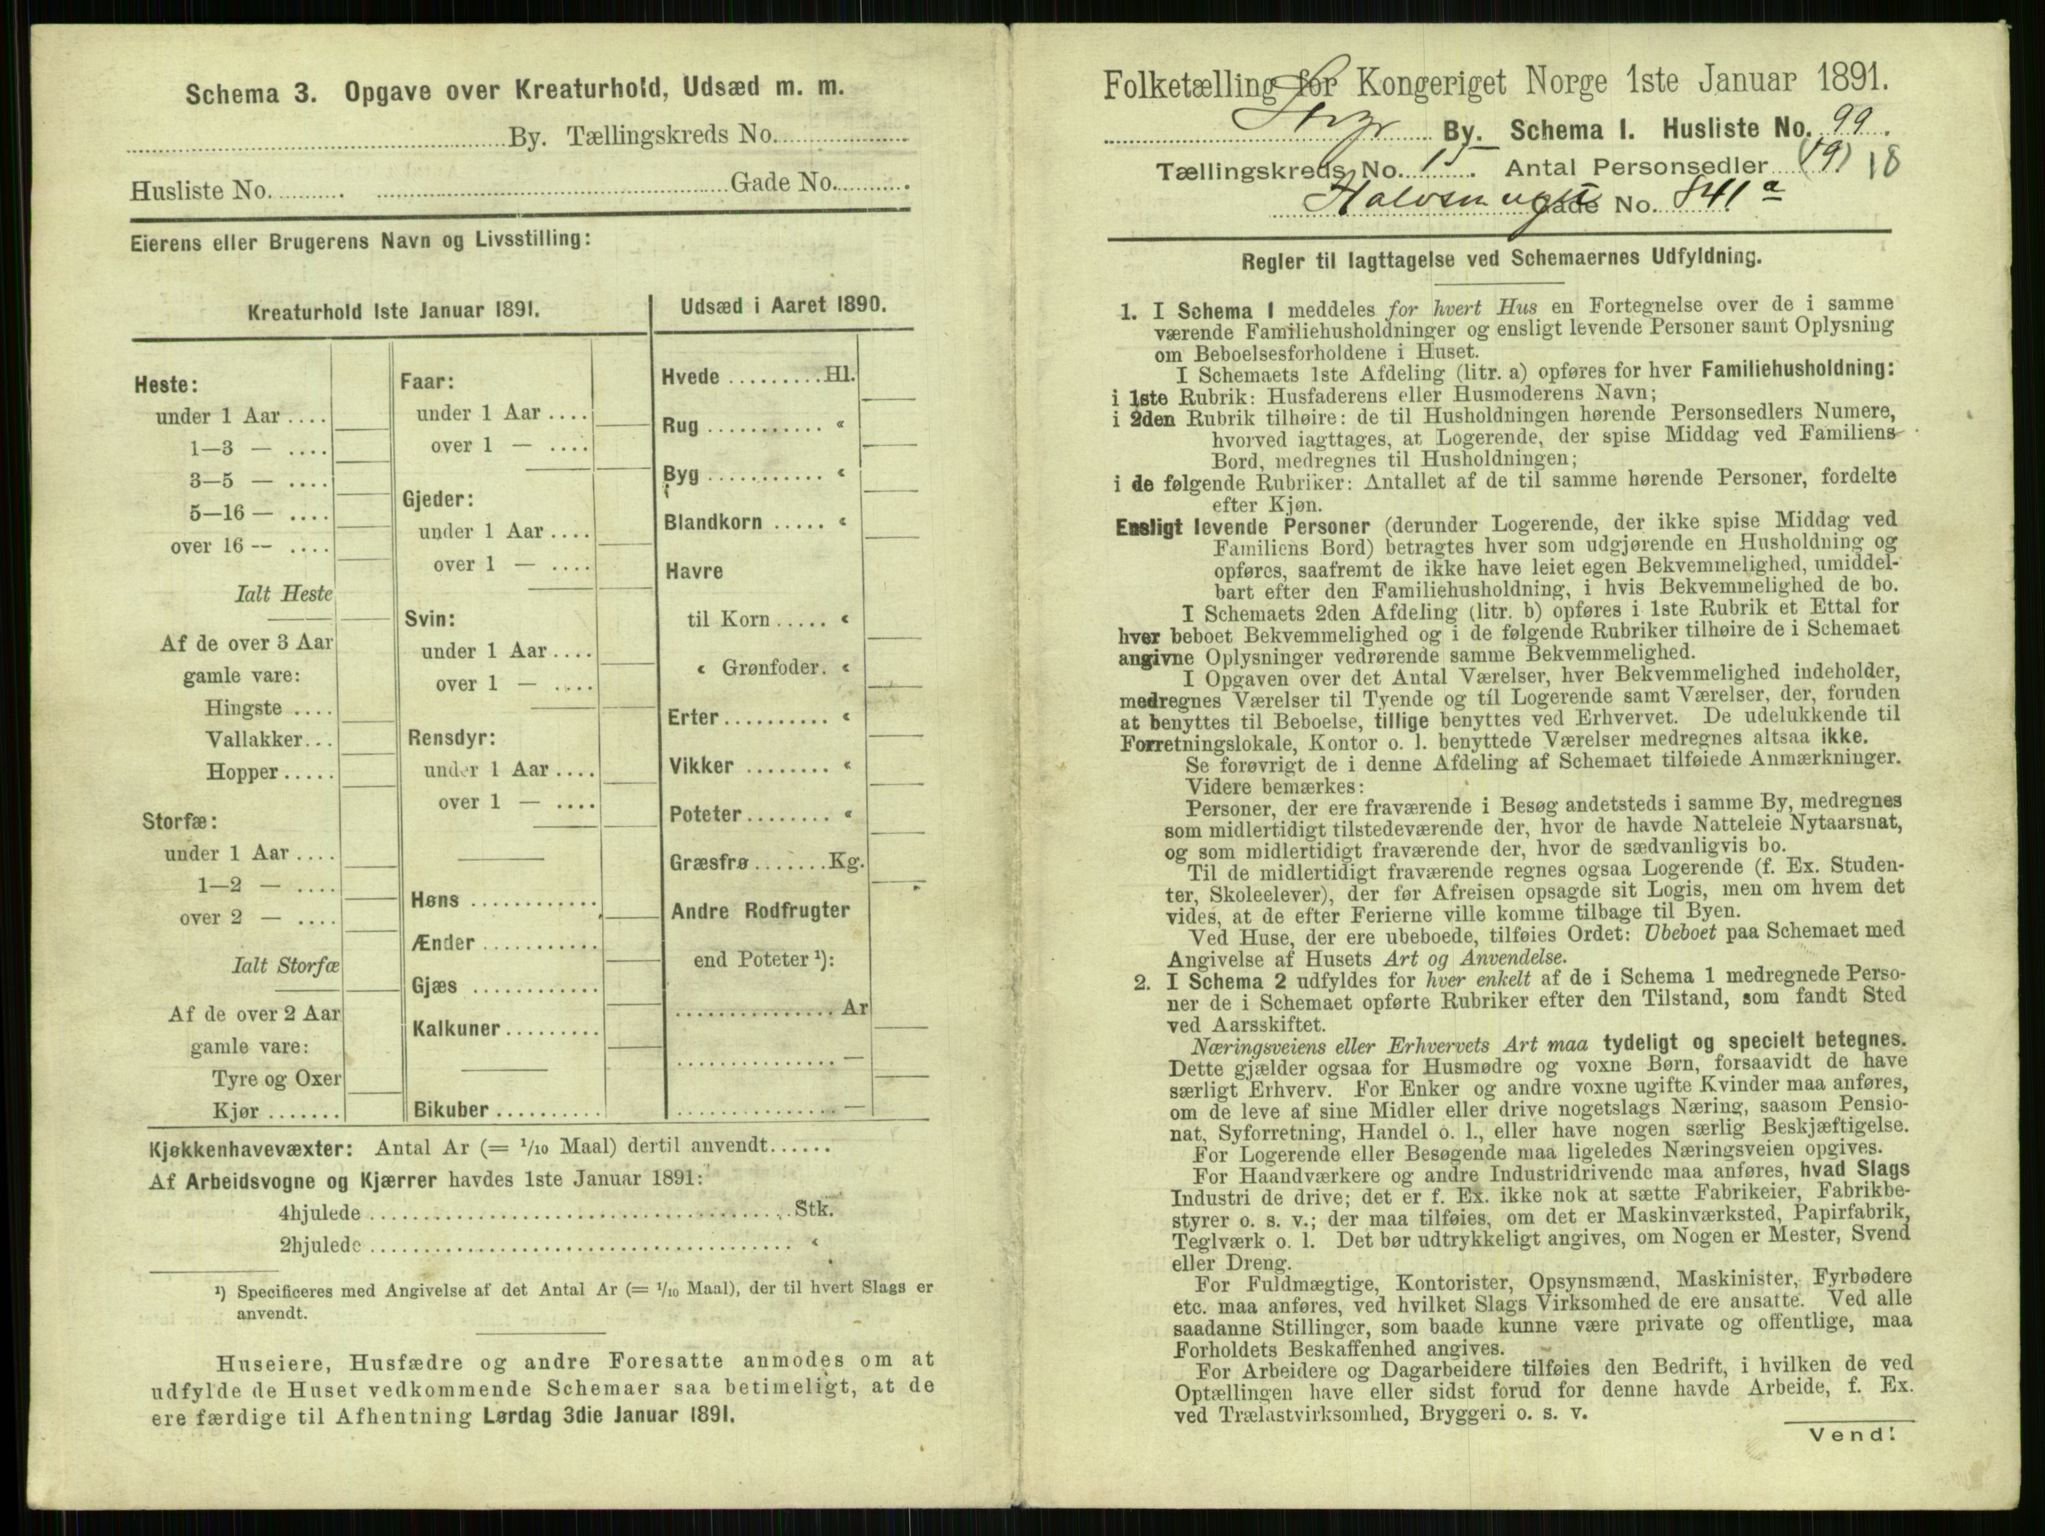 Schema 3. Opgave over Kreaturhold, Udsæd m. m.
By. Tællingskreds No.
Husliste No. Gade No.
Eierens eller Brugerens Navn og Livsstilling:
Kreaturhold 1ste Januar 1891.
Heste:
under 1 Aar ....
1—3 — ....
3—5 — ....
5—16 — ....
over 16 — ....
Ialt Heste
Af de over 3 Aar
gamle vare:
Hingste ....
Vallakker...
Hopper.....
Storfæ:
under 1 Aar ....
1—2 — ....
over 2 — ....
Ialt Storfæ
Af de over 2 Aar
gamle vare:
Tyre og Oxer
Kjør.......
Faar:
under 1 Aar ....
over 1 — ....
Gjeder:
under 1 Aar ....
over 1 — ....
Svin:
under 1 Aar ....
over 1 — ....
Rensdyr:
under 1 Aar ....
over 1 — ....
Høns ............
Ænder ...........
Gjæs ............
Kalkuner.........
Bikuber ..........
Udsæd i Aaret 1890.
Hvede .........Hl.
Rug ........... «
Byg ........... «
Blandkorn ..... «
Havre
til Korn ..... «
« Grønfoder. «
Erter.......... «
Vikker ........ «
Poteter........ «
Græsfrø .......Kg.
Andre Rodfrugter
end Poteter ¹):
............... Ar
............... —
............... —
Kjøkkenhavevæxter: Antal Ar (= 1/10 Maal) dertil anvendt......
Af Arbeidsvogne og Kjærrer havdes 1ste Januar 1891:
4hjulede ........................................ Stk.
2hjulede ........................................ «
¹) Specificeres med Angivelse af det Antal Ar (= 1/10 Maal), der til hvert Slags er
anvendt.
Huseiere, Husfædre og andre Foresatte anmodes om at
udfylde de Huset vedkommende Schemaer saa betimeligt, at de
ere færdige til Afhentning Lørdag 3die Januar 1891.
Folketælling for Kongeriget Norge 1ste Januar 1891.
By. Schema 1. Husliste No. 99.
Tællingskreds No. 15. Antal Personsedler (19) 18
Gade No. 841 a
Regler til Iagttagelse ved Schemaernes Udfyldning.
1. I Schema 1 meddeles for hvert Hus en Fortegnelse over de i samme
værende Familiehusholdninger og ensligt levende Personer samt Oplysning
om Beboelsesforholdene i Huset.
I Schemaets 1ste Afdeling (litr. a) opføres for hver Familiehusholdning:
i 1ste Rubrik: Husfaderens eller Husmoderens Navn;
i 2den Rubrik tilhøire: de til Husholdningen hørende Personsedlers Numere,
hvorved iagttages, at Logerende, der spise Middag ved Familiens
Bord, medregnes til Husholdningen;
i de følgende Rubriker: Antallet af de til samme hørende Personer, fordelte
efter Kjøn.
Ensligt levende Personer (derunder Logerende, der ikke spise Middag ved
Familiens Bord) betragtes hver som udgjørende en Husholdning og
opføres, saafremt de ikke have leiet egen Bekvemmelighed, umiddel-
bart efter den Familiehusholdning, i hvis Bekvemmelighed de bo.
I Schemaets 2den Afdeling (litr. b) opføres i 1ste Rubrik et Ettal for
hver beboet Bekvemmelighed og i de følgende Rubriker tilhøire de i Schemaet
angivne Oplysninger vedrørende samme Bekvemmelighed.
I Opgaven over det Antal Værelser, hver Bekvemmelighed indeholder,
medregnes Værelser til Tyende og til Logerende samt Værelser, der, foruden
at benyttes til Beboelse, tillige benyttes ved Erhvervet. De udelukkende til
Forretningslokale, Kontor o. l. benyttede Værelser medregnes altsaa ikke.
Se forøvrigt de i denne Afdeling af Schemaet tilføiede Anmærkninger.
Videre bemærkes:
Personer, der ere fraværende i Besøg andetsteds i samme By, medregnes
som midlertidigt tilstedeværende der, hvor de havde Natteleie Nytaarsnat,
og som midlertidigt fraværende der, hvor de sædvanligvis bo.
Til de midlertidigt fraværende regnes ogsaa Logerende (f. Ex. Studen-
ter, Skoleelever), der før Afreisen opsagde sit Logis, men om hvem det
vides, at de efter Ferierne ville komme tilbage til Byen.
Ved Huse, der ere ubeboede, tilføies Ordet: Ubeboet paa Schemaet med
Angivelse af Husets Art og Anvendelse.
2. I Schema 2 udfyldes for hver enkelt af de i Schema 1 medregnede Perso-
ner de i Schemaet opførte Rubriker efter den Tilstand, som fandt Sted
ved Aarsskiftet.
Næringsveiens eller Erhvervets Art maa tydeligt og specielt betegnes.
Dette gjælder ogsaa for Husmødre og voxne Børn, forsaavidt de have
særligt Erhverv. For Enker og andre voxne ugifte Kvinder maa anføres,
om de leve af sine Midler eller drive nogetslags Næring, saasom Pensio-
nat, Syforretning, Handel o. l., eller have nogen særlig Beskjæftigelse.
For Logerende eller Besøgende maa ligeledes Næringsveien opgives.
For Haandværkere og andre Industridrivende maa anføres, hvad Slags
Industri de drive; det er f. Ex. ikke nok at sætte Fabrikeier, Fabrikbe-
styrer o. s. v.; der maa tilføies, om det er Maskinværksted, Papirfabrik,
Teglværk o. l. Det bør udtrykkeligt angives, om Nogen er Mester, Svend
eller Dreng.
For Fuldmægtige, Kontorister, Opsynsmænd, Maskinister, Fyrbødere
etc. maa anføres, ved hvilket Slags Virksomhed de ere ansatte. Ved alle
saadanne Stillinger, som baade kunne være private og offentlige, maa
Forholdets Beskaffenhed angives.
For Arbeidere og Dagarbeidere tilføies den Bedrift, i hvilken de ved
Optællingen have eller sidst forud for denne havde Arbeide, f. Ex.
ved Trælastvirksomhed, Bryggeri o. s. v.
Vend!